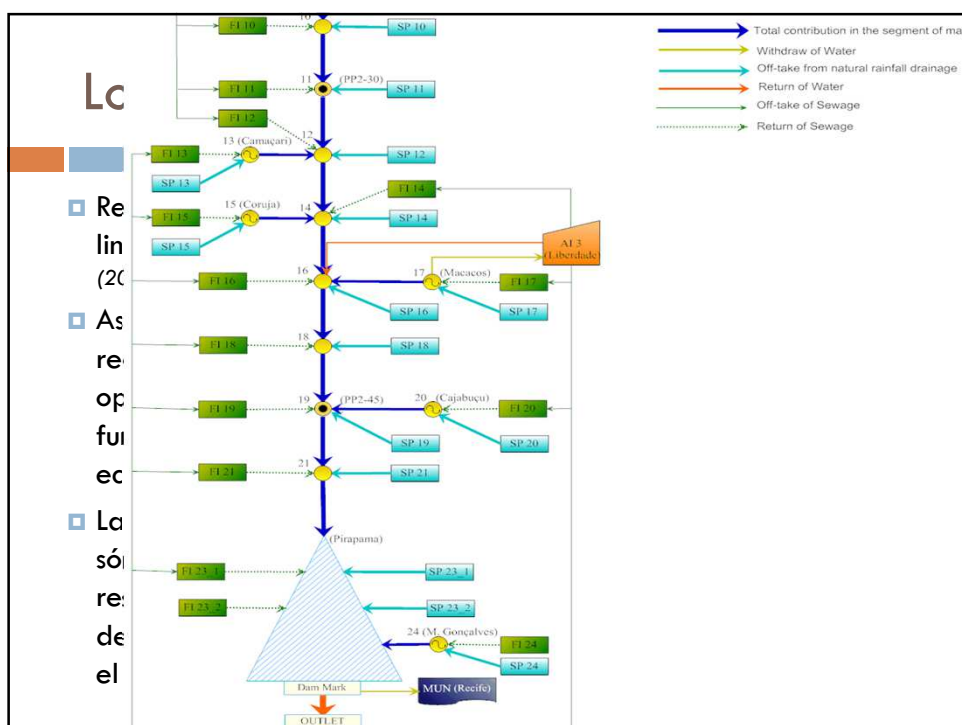 10
FI 10
SP 10
Total contribution in the segment of ma
Withdraw of Water
Off-take from natural rainfall drainage
Return of Water
Off-take of Sewage
Return of Sewage
Lo
11
(PP2-30)
FI 11
SP 11
FI 12
12
13 (Camaçari)
FI 13
SP 12
SP 13
FI 14
Re
15 (Coruja)
14
FI 15
SP 14
lin
SP 15
AI 3
(Liberdade)
(20
16
17
(Macacos)
FI 16
FI 17
SP 16
SP 17
As
18
FI 18
SP 18
re
op
19
(PP2-45)
20
(Cajabuçu)
FI 19
FI 20
fur
SP 19
SP 20
21
FI 21
SP 21
ec
La
(Pirapama)
só
FI 23_1
SP 23_1
res
FI 23_2
SP 23_2
de
24 (M. Gonçalves)
FI 24
SP 24
el
Dam Mark
MUN (Recife)
OUTLET